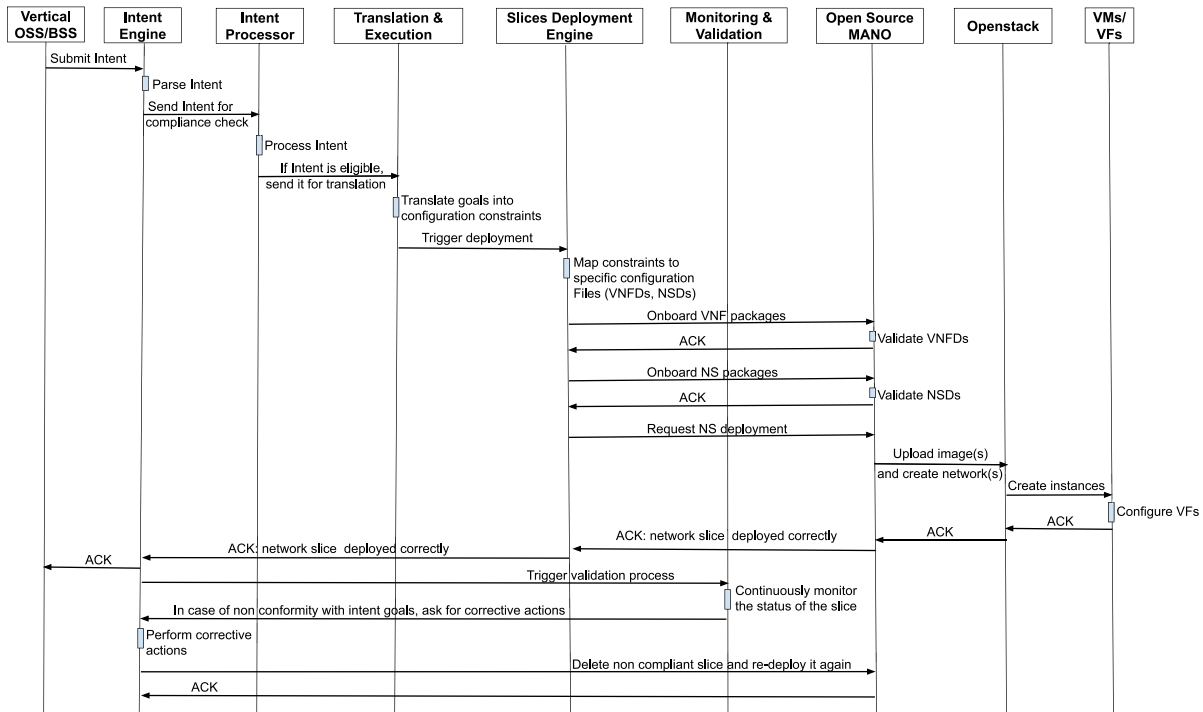 Vertical
OSS/BSS
Intent
Engine
Intent
Processor
Translation &
Execution
Slices Deployment
Engine
Monitoring &
Validation
Open Source
MANO
Openstack
VMs/
VFs
Submit Intent
Parse Intent
Send Intent for
compliance check
Process Intent
If Intent is eligible,
send it for translation
Translate goals into
configuration constraints
Trigger deployment
Map constraints to
specific configuration
Files (VNFDs, NSDs)
Onboard VNF packages
Validate VNFDs
ACK
Onboard NS packages
Validate NSDs
ACK
Request NS deployment
Upload image(s)
and create network(s)
Create instances
Configure VFs
ACK
ACK
ACK: network slice deployed correctly
ACK: network slice deployed correctly
ACK
Trigger validation process
Continuously monitor
the status of the slice
In case of non conformity with intent goals, ask for corrective actions
Perform corrective
actions
Delete non compliant slice and re-deploy it again
ACK